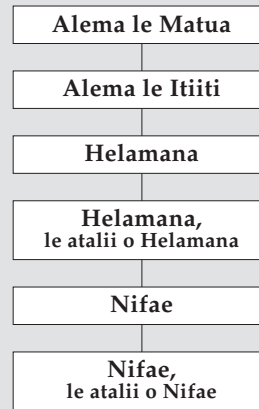 Alema le Matua
Alema le Itiiti
Helamana
Helamana,
le atalii o Helamana
Nifae
Nifae,
le atalii o Nifae